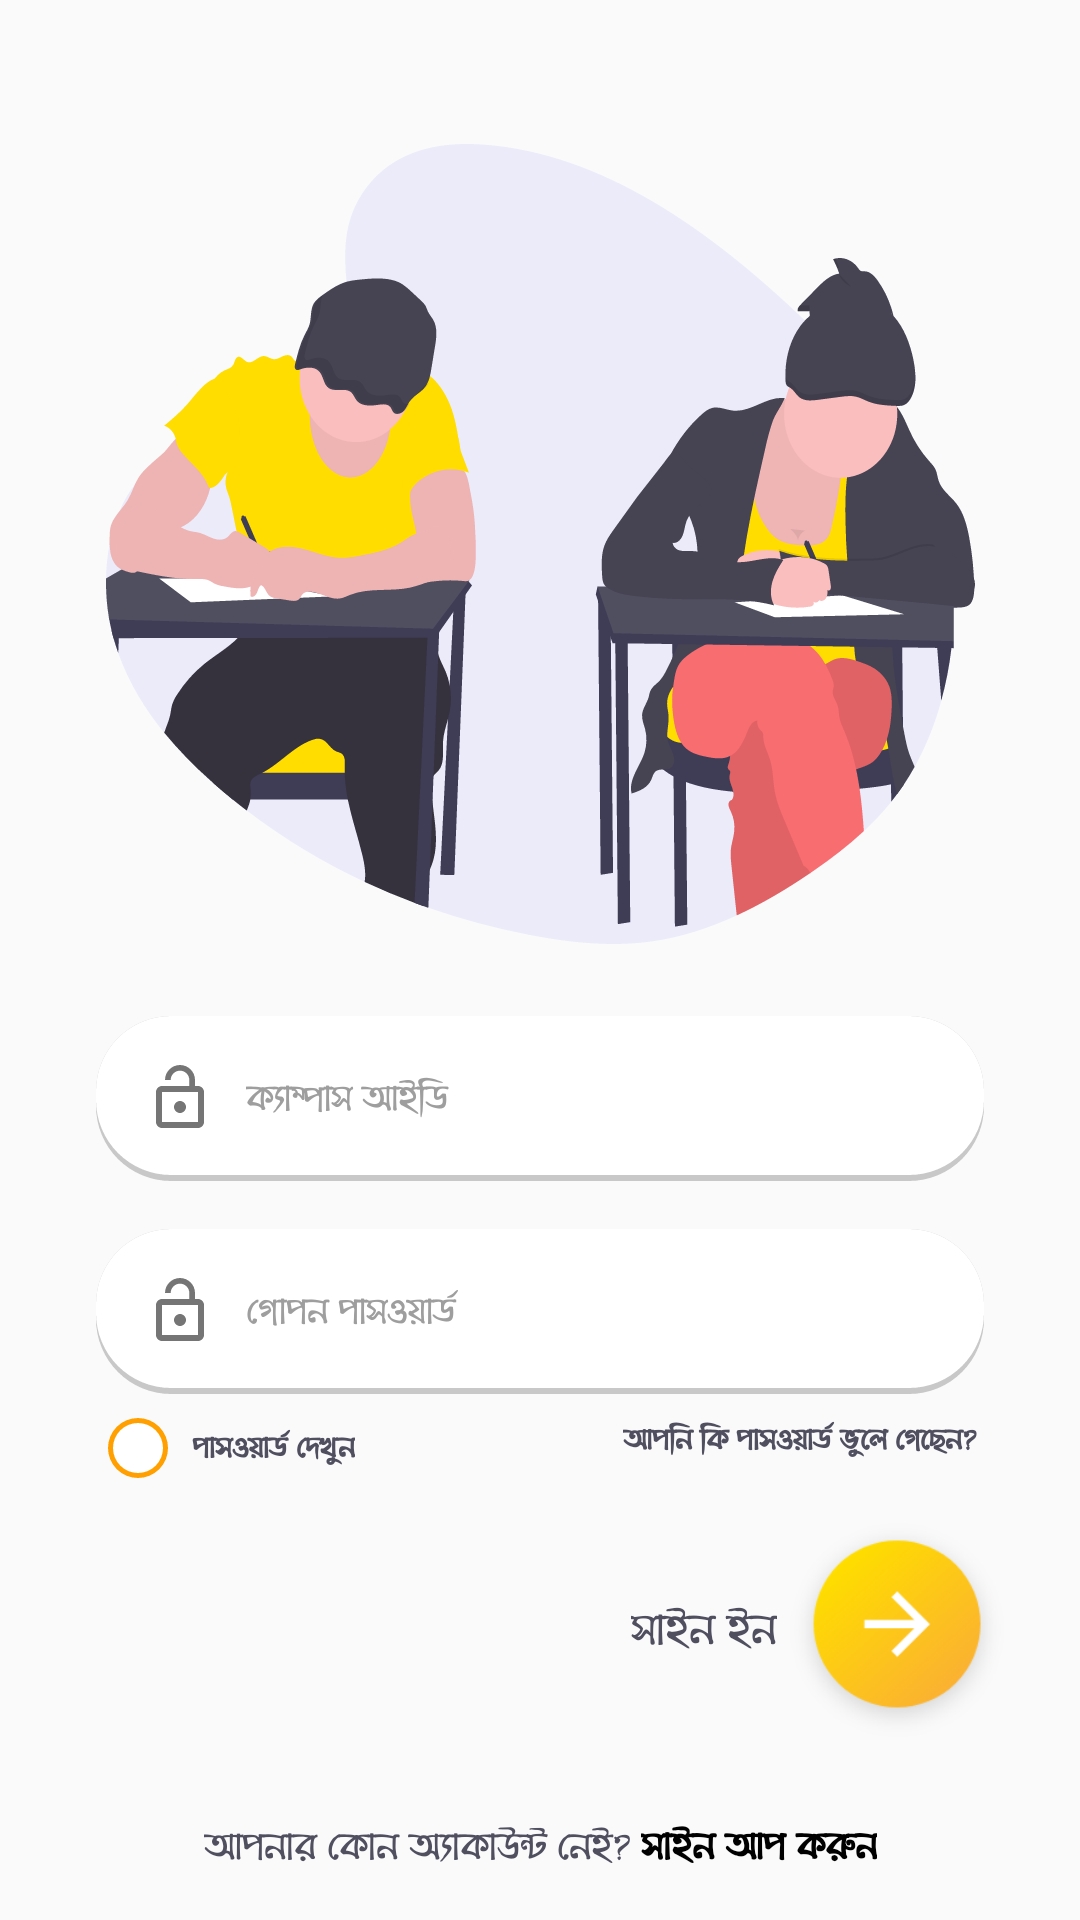 ক্যাম্পাস আইডি
গোপন পাসওয়ার্ড
পাসওয়ার্ড দেখুন
আপনি কি পাসওয়ার্ড ভুলে গেছেন?
সাইন ইন
আপনার কোন অ্যাকাউন্ট নেই? সাইন আপ করুন